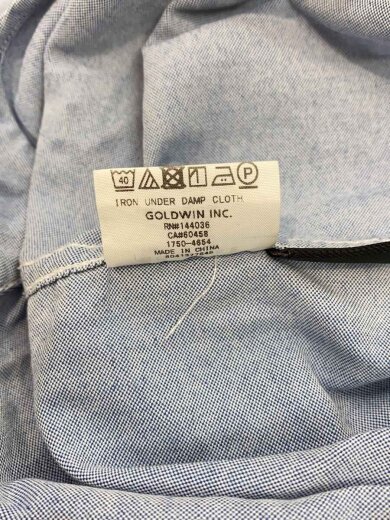 40 P
IRON UNDER DAMP CLOTH
GOLDWIN INC.
RN#144036
CA#60458
1750-4654
MADE IN CHINA